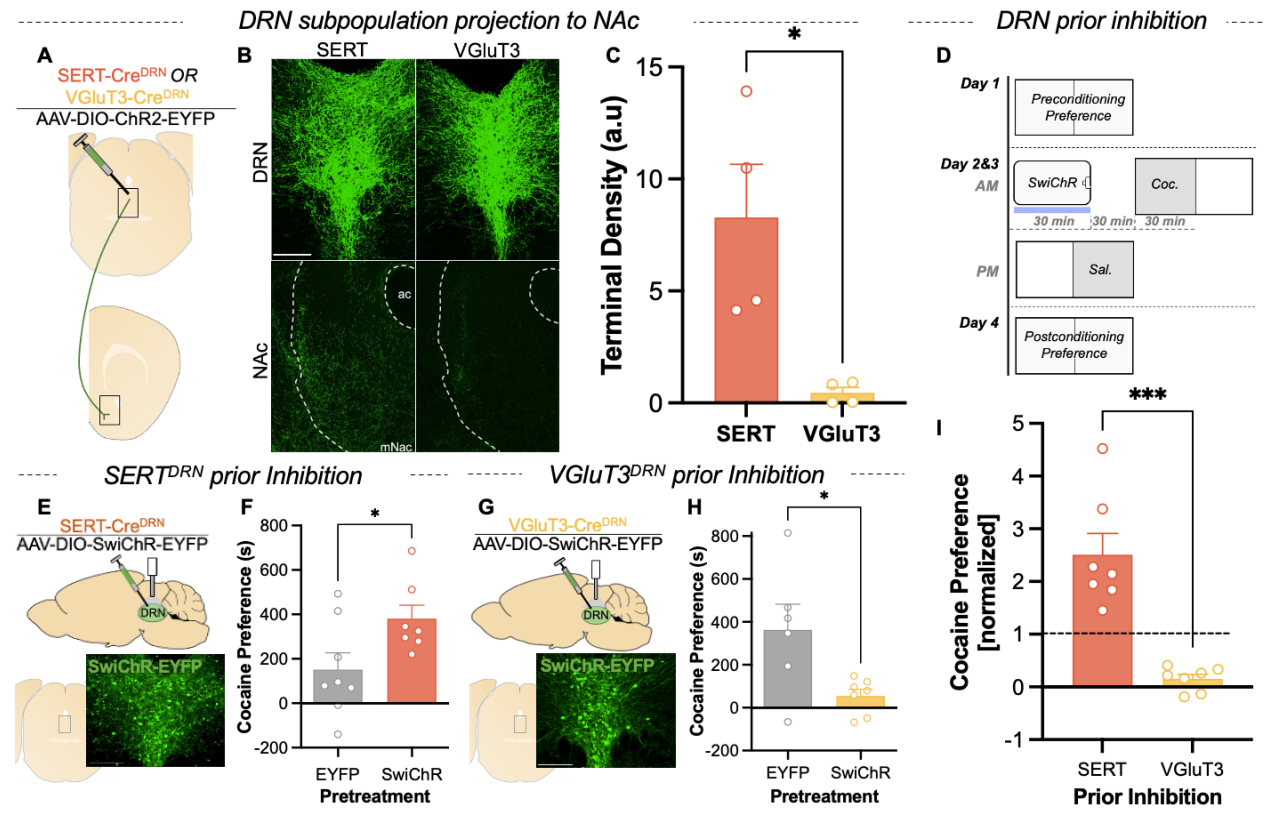 DRN subpopulation projection to NAc
DRN prior inhibition
A
SERT-CreDRN OR
VGluT3-CreDRN
AAV-DIO-ChR2-EYFP
B
SERT
VGluT3
DRN
NAc
ac
mNac
C
*
Terminal Density (a.u)
15
10
5
0
SERT
VGluT3
D
Day 1
Preconditioning
Preference
Day 2&3
AM
SwiChR
Coc.
30 min
30 min
30 min
PM
Sal.
Day 4
Postconditioning
Preference
SERTDRN prior Inhibition
VGluT3DRN prior Inhibition
E
SERT-CreDRN
AAV-DIO-SwiChR-EYFP
DRN
SwiChR-EYFP
F
*
Cocaine Preference (s)
800
600
400
200
0
-200
EYFP
SwiChR
Pretreatment
G
VGluT3-CreDRN
AAV-DIO-SwiChR-EYFP
DRN
SwiChR-EYFP
H
*
Cocaine Preference (s)
800
600
400
200
0
-200
EYFP
SwiChR
Pretreatment
I
***
Cocaine Preference
[normalized]
5
4
3
2
1
0
-1
SERT
VGluT3
Prior Inhibition